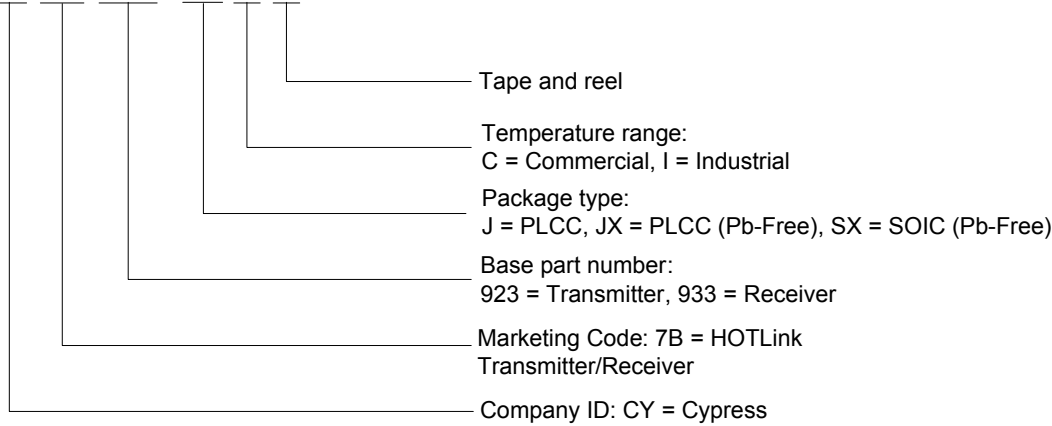 Tape and reel
Temperature range:
C = Commercial, I = Industrial
Package type:
J = PLCC, JX = PLCC (Pb-Free), SX = SOIC (Pb-Free)
Base part number:
923 = Transmitter, 933 = Receiver
Marketing Code: 7B = HOTLink
Transmitter/Receiver
Company ID: CY = Cypress